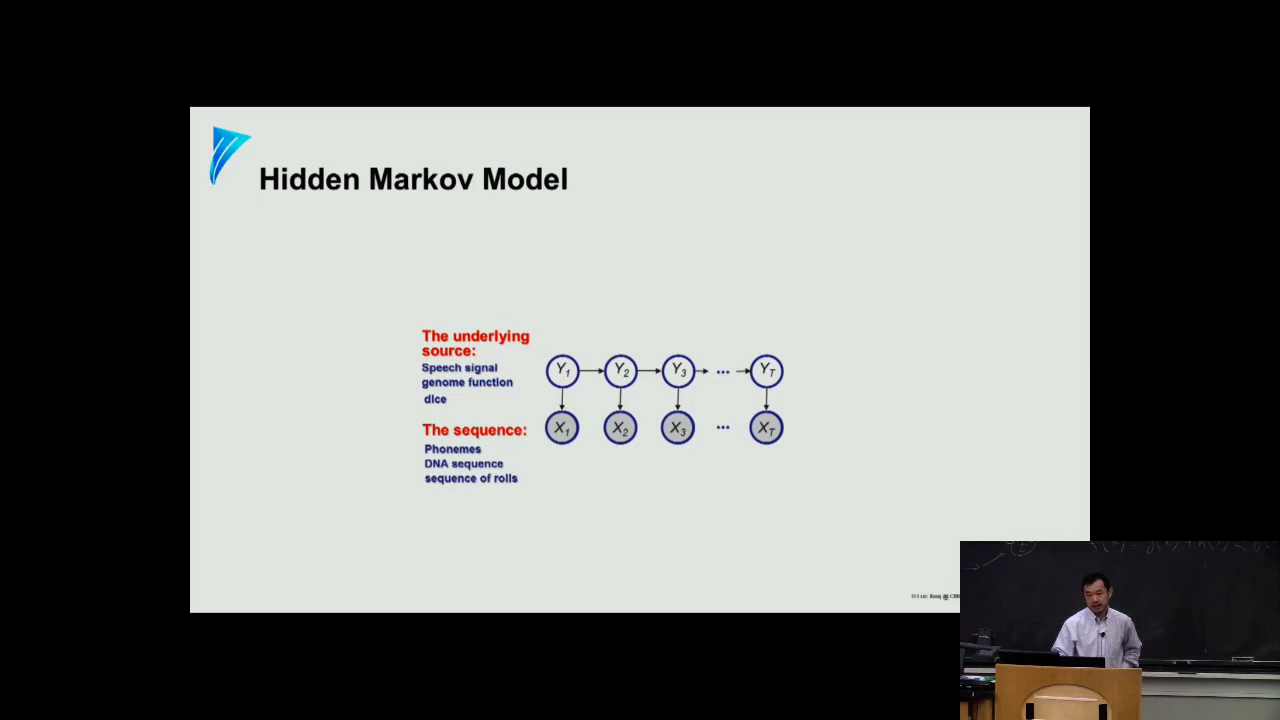 Hidden Markov Model
The underlying
source:
Speech signal
genome function
dice
The sequence:
Phonemes
DNA sequence
sequence of rolls
Y1 Y2 Y3 ... YT
X1 X2 X3 ... XT